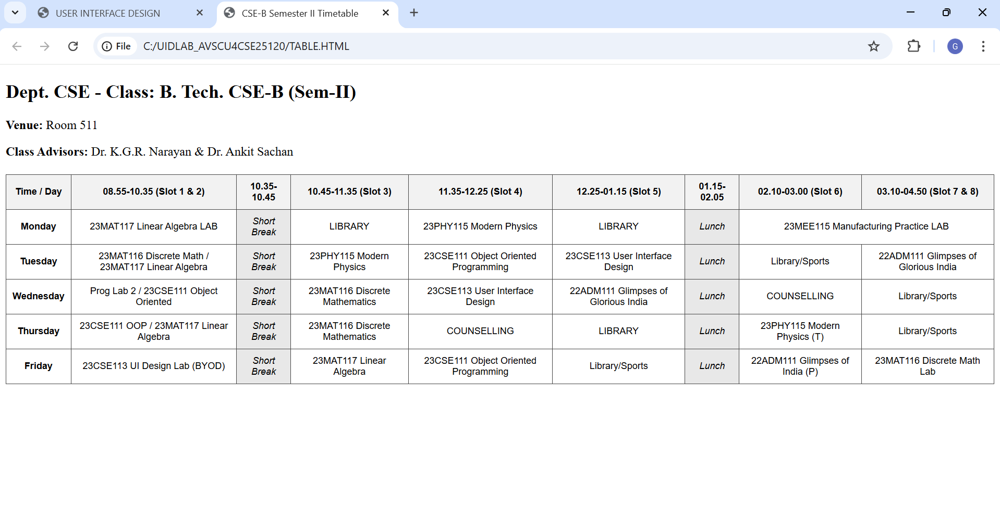 USER INTERFACE DESIGN
CSE-B Semester II Timetable
File
C:/UIDLAB_AVSCU4CSE25120/TABLE.HTML
G
Dept. CSE - Class: B. Tech. CSE-B (Sem-II)
Venue: Room 511
Class Advisors: Dr. K.G.R. Narayan & Dr. Ankit Sachan
Time / Day
08.55-10.35 (Slot 1 & 2)
10.35-
10.45
10.45-11.35 (Slot 3)
11.35-12.25 (Slot 4)
12.25-01.15 (Slot 5)
01.15-
02.05
02.10-03.00 (Slot 6)
03.10-04.50 (Slot 7 & 8)
Monday
23MAT117 Linear Algebra LAB
Short
Break
LIBRARY
23PHY115 Modern Physics
LIBRARY
Lunch
23MEE115 Manufacturing Practice LAB
Tuesday
23MAT116 Discrete Math /
23MAT117 Linear Algebra
Short
Break
23PHY115 Modern
Physics
23CSE111 Object Oriented
Programming
23CSE113 User Interface
Design
Lunch
Library/Sports
22ADM111 Glimpses of
Glorious India
Wednesday
Prog Lab 2 / 23CSE111 Object
Oriented
Short
Break
23MAT116 Discrete
Mathematics
23CSE113 User Interface
Design
22ADM111 Glimpses of
Glorious India
Lunch
COUNSELLING
Library/Sports
Thursday
23CSE111 OOP / 23MAT117 Linear
Algebra
Short
Break
23MAT116 Discrete
Mathematics
COUNSELLING
LIBRARY
Lunch
23PHY115 Modern
Physics (T)
Library/Sports
Friday
23CSE113 UI Design Lab (BYOD)
Short
Break
23MAT117 Linear
Algebra
23CSE111 Object Oriented
Programming
Library/Sports
Lunch
22ADM111 Glimpses of
India (P)
23MAT116 Discrete Math
Lab